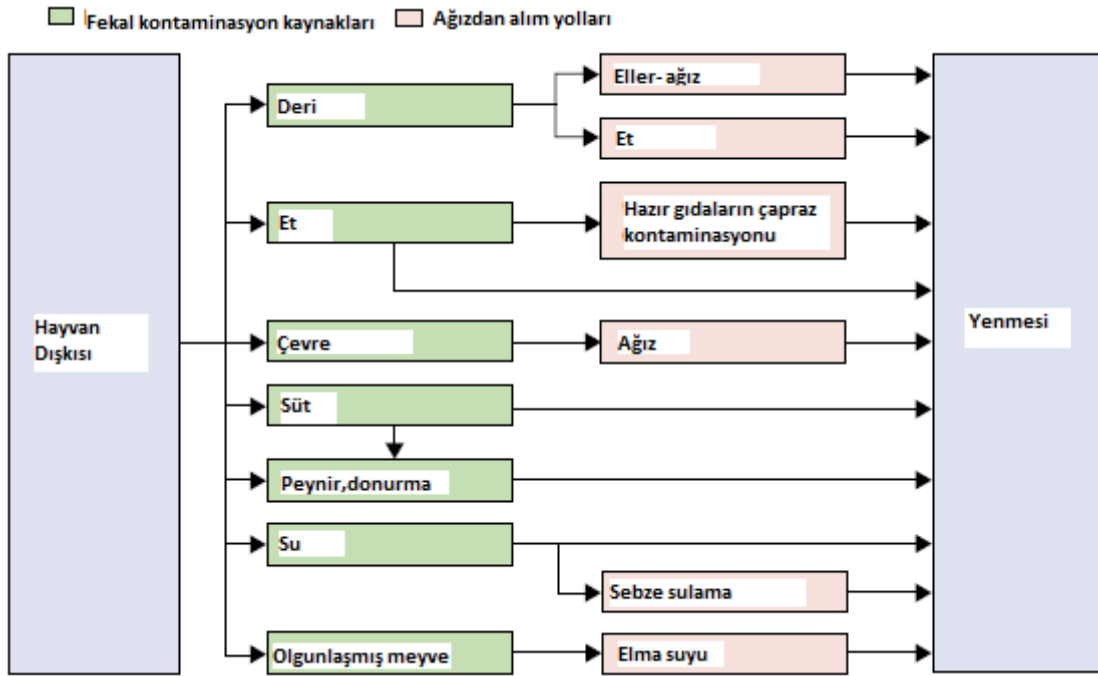 Fekal kontaminasyon kaynakları
Ağızdan alım yolları
Hayvan
Dışkısı
Deri
Et
Çevre
Süt
Peynir,donurma
Su
Olgunlaşmış meyve
Eller- ağız
Et
Hazır gıdaların çapraz
kontaminasyonu
Ağız
Sebze sulama
Elma suyu
Yenmesi